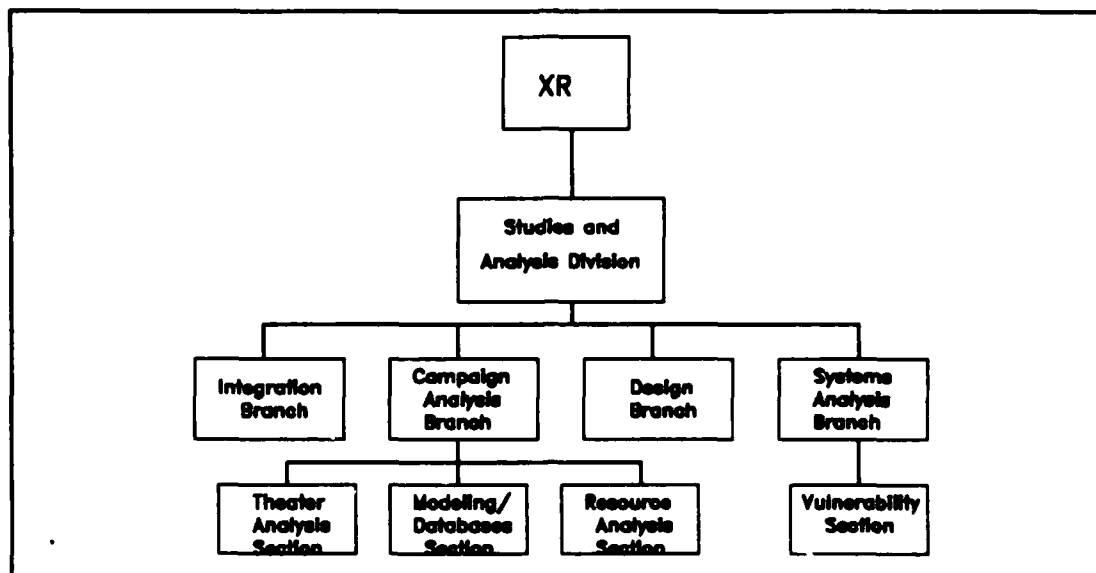 XR
Studies and
Analysis Division
Integration
Branch
Campaign
Analysis
Branch
Design
Branch
Systems
Analysis
Branch
Theater
Analysis
Section
Modeling/
Databases
Section
Resource
Analysis
Section
Vulnerability
Section